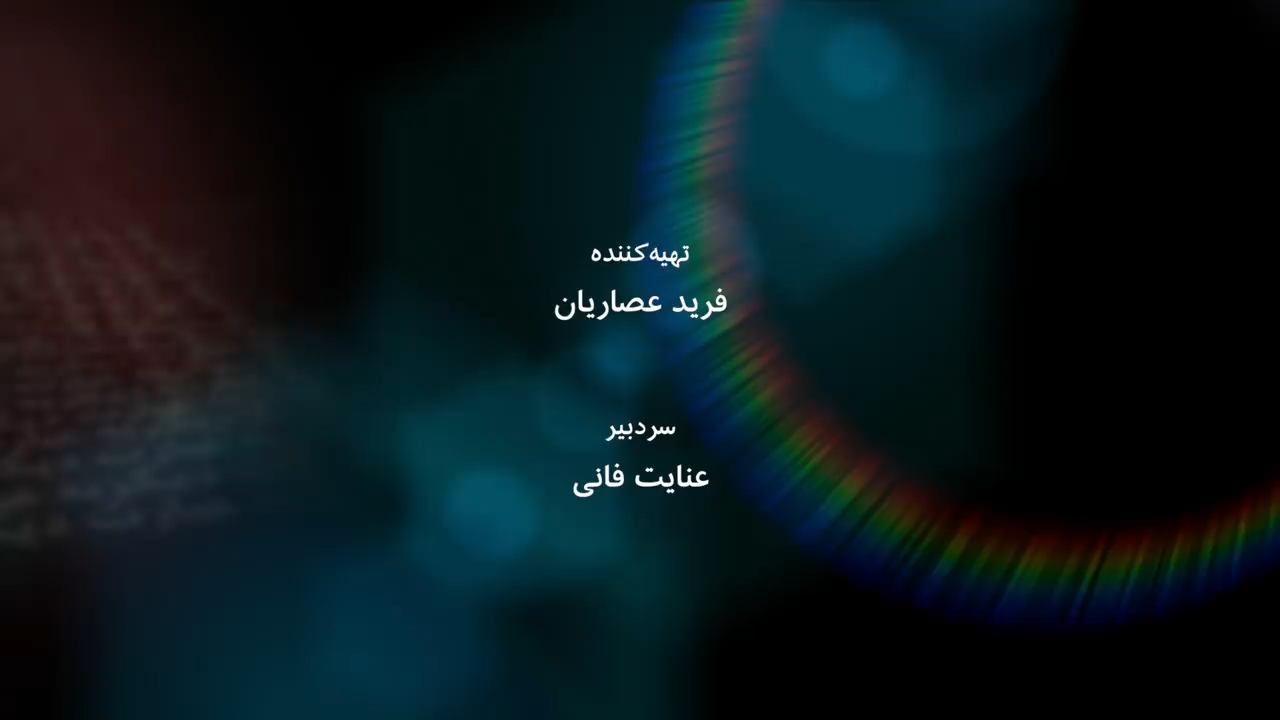 تهیه‌کننده
فرید عصاریان
سردبیر
عنایت فانی